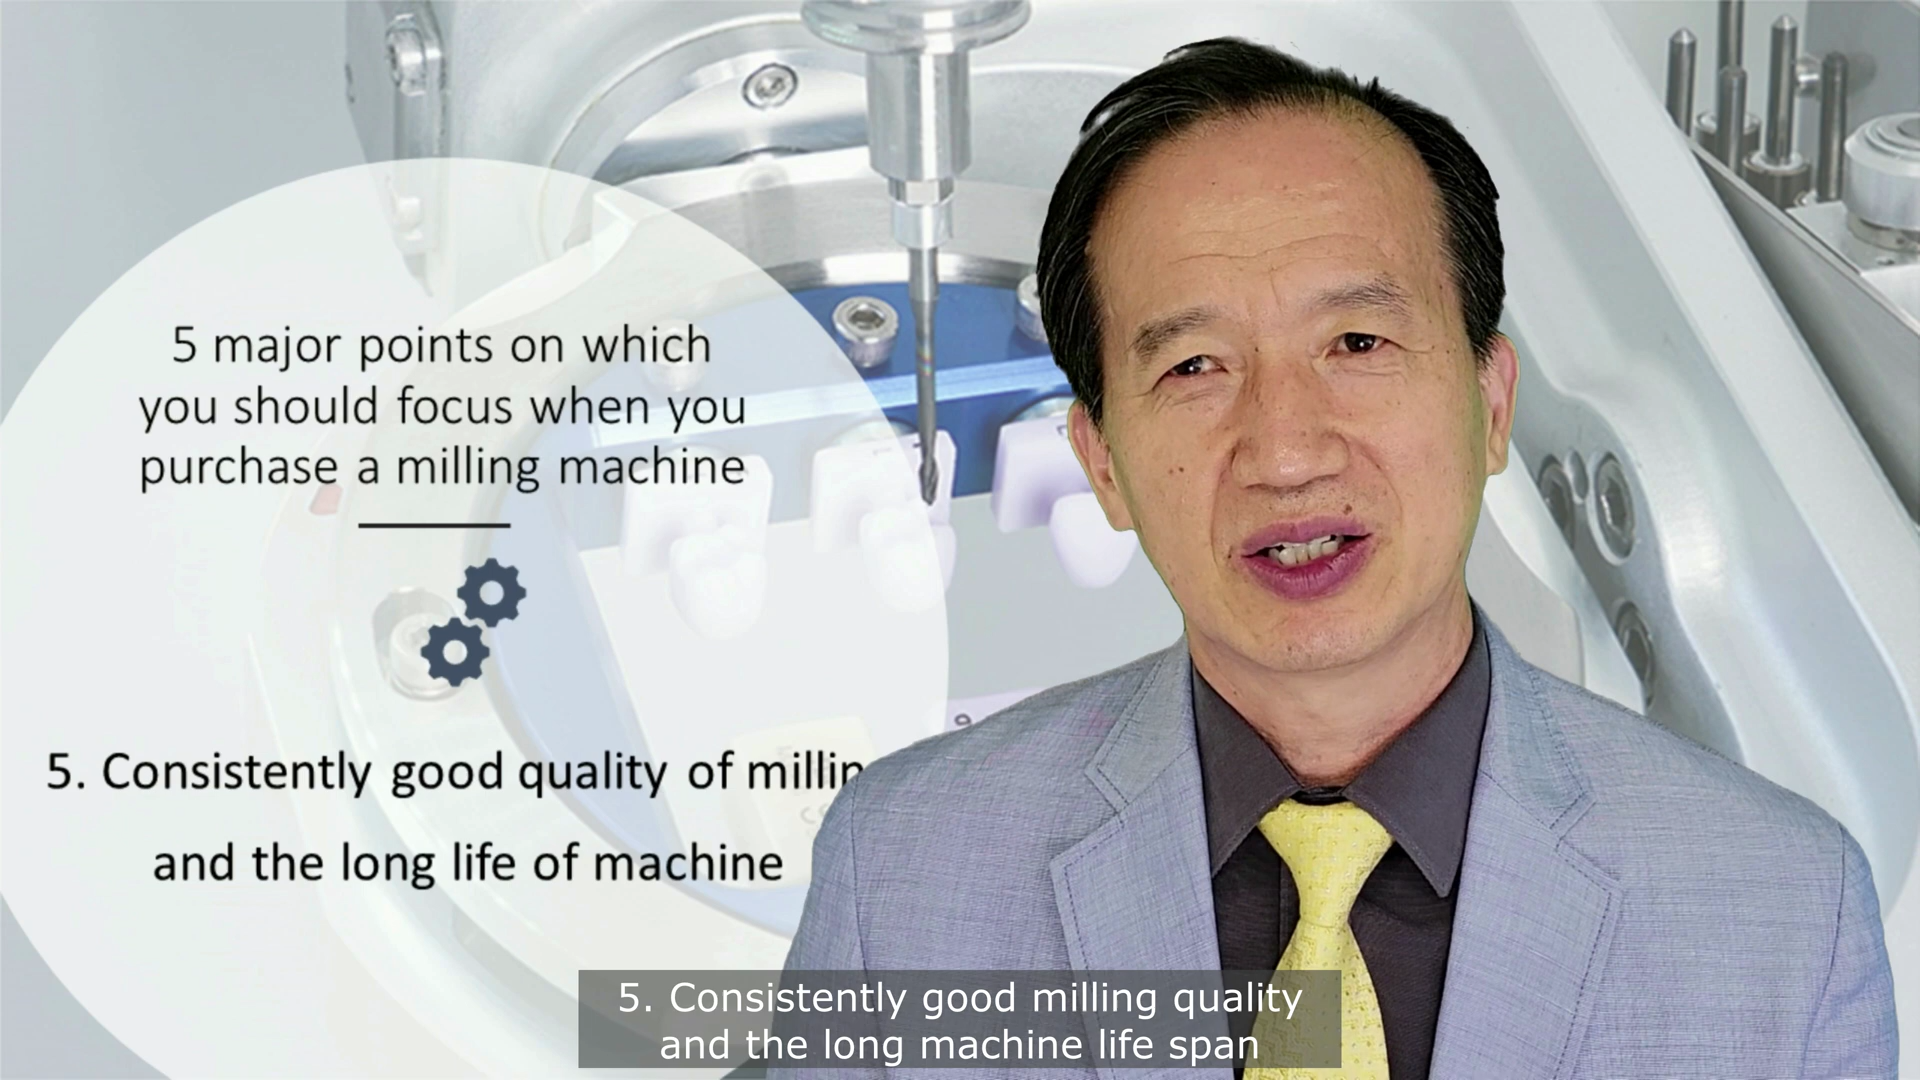 5 major points on which
you should focus when you
purchase a milling machine
5. Consistently good quality of millin
and the long life of machine
5. Consistently good milling quality
and the long machine life span